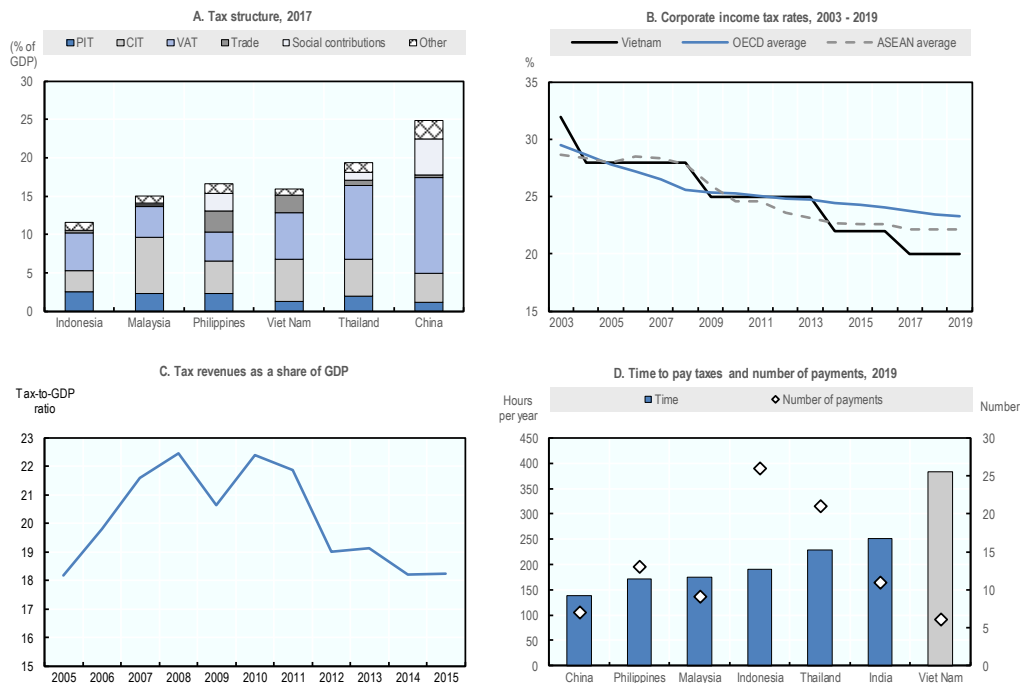 A. Tax structure, 2017
(% of
GDP)
PIT CIT VAT Trade Social contributions Other
30
25
20
15
10
5
0
Indonesia Malaysia Philippines Viet Nam Thailand China
B. Corporate income tax rates, 2003 - 2019
Vietnam OECD average ASEAN average
%
35
30
25
20
15
2003 2005 2007 2009 2011 2013 2015 2017 2019
C. Tax revenues as a share of GDP
Tax-to-GDP
ratio
23
22
21
20
19
18
17
16
15
2005 2006 2007 2008 2009 2010 2011 2012 2013 2014 2015
D. Time to pay taxes and number of payments, 2019
Hours
per year
Time Number of payments
Number
450
400
350
300
250
200
150
100
50
0
30
25
20
15
10
5
0
China Philippines Malaysia Indonesia Thailand India Viet Nam